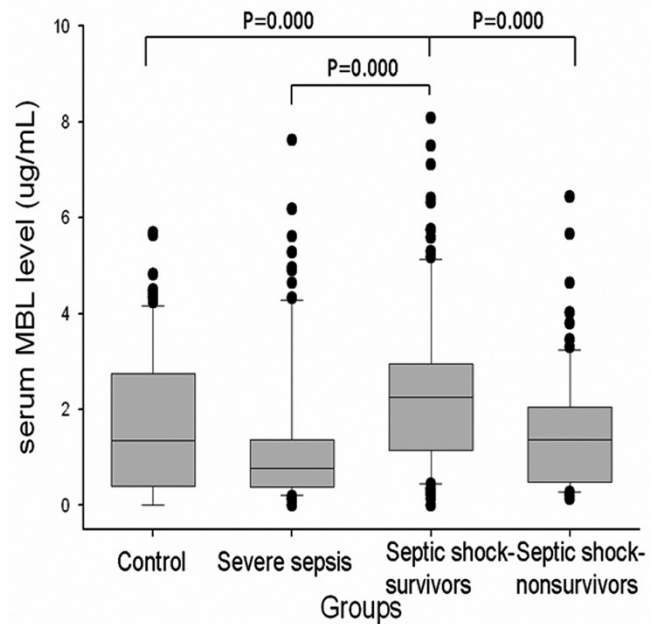 P=0.000
P=0.000
P=0.000
serum MBL level (ug/mL)
10
8
6
4
2
0
Control
Severe sepsis
Septic shock-
survivors
Septic shock-
nonsurvivors
Groups